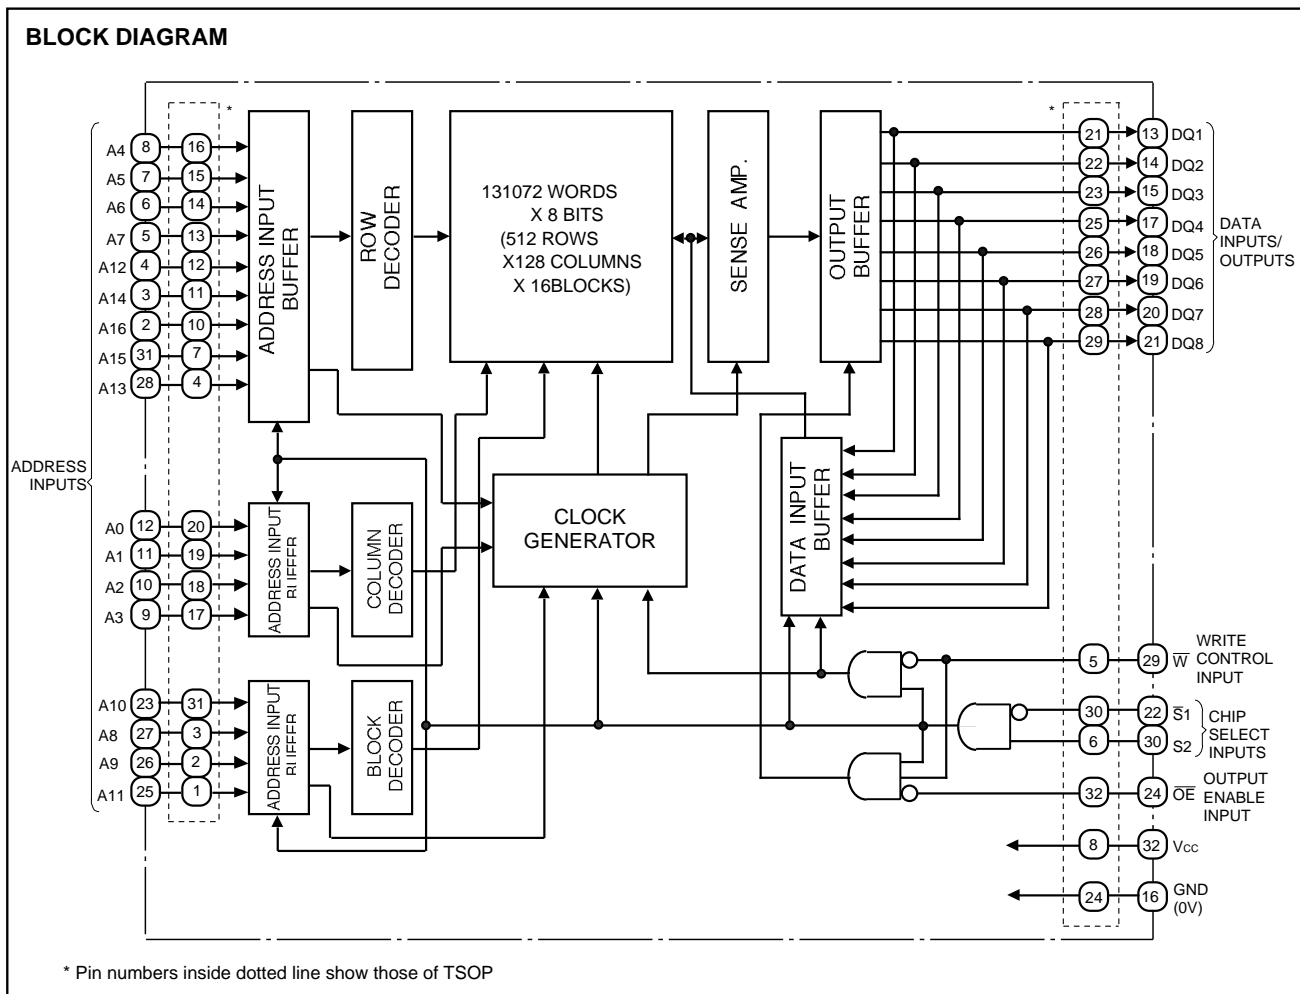 BLOCK DIAGRAM
*
*
ADDRESS
INPUTS
A4 8 16
A5 7 15
A6 6 14
A7 5 13
A12 4 12
A14 3 11
A16 2 10
A15 31 7
A13 28 4
A0 12 20
A1 11 19
A2 10 18
A3 9 17
A10 23 31
A8 27 3
A9 26 2
A11 25 1
ADDRESS INPUT
BUFFER
ROW
DECODER
131072 WORDS
X 8 BITS
(512 ROWS
X128 COLUMNS
X 16BLOCKS)
SENSE AMP.
OUTPUT
BUFFER
21 13 DQ1
22 14 DQ2
23 15 DQ3
25 17 DQ4
26 18 DQ5
27 19 DQ6
28 20 DQ7
29 21 DQ8
DATA
INPUTS/
OUTPUTS
ADDRESS INPUT
BUFFER
COLUMN
DECODER
CLOCK
GENERATOR
DATA INPUT
BUFFER
ADDRESS INPUT
BUFFER
BLOCK
DECODER
5 29 W̅
WRITE
CONTROL
INPUT
30 22 S̅1
6 30 S2
CHIP
SELECT
INPUTS
32 24 O̅E̅
OUTPUT
ENABLE
INPUT
8 32 Vcc
24 16 GND
(0V)
* Pin numbers inside dotted line show those of TSOP